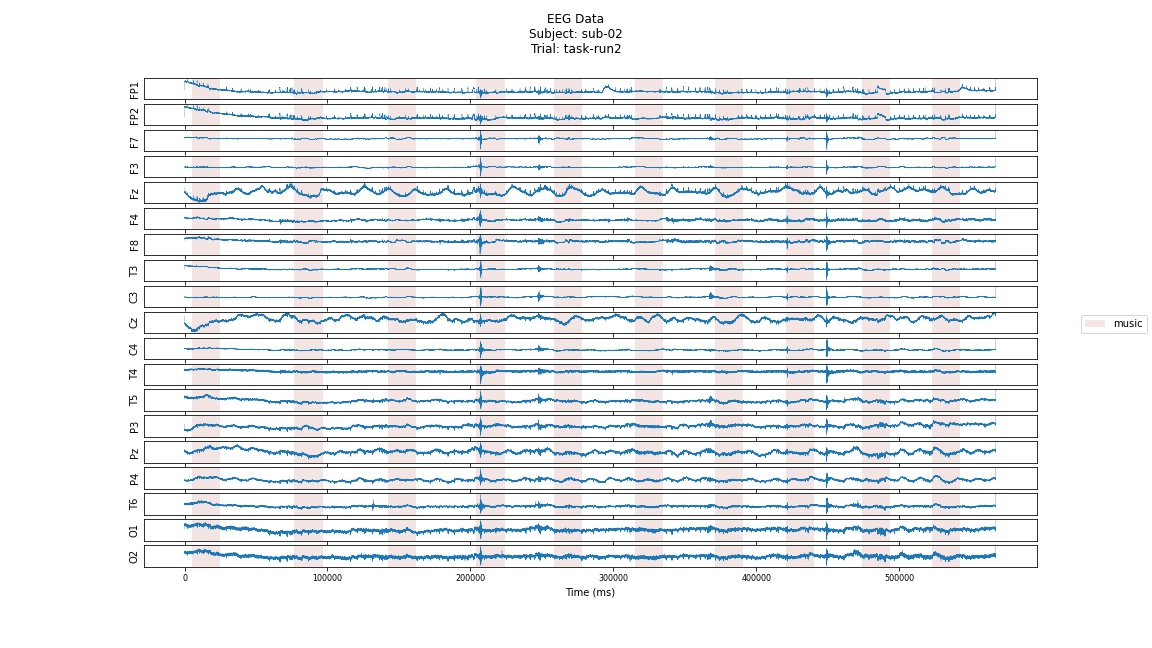 EEG Data
Subject: sub-02
Trial: task-run2
FP1
FP2
F7
F3
Fz
F4
F8
T3
C3
Cz
C4
T4
T5
P3
Pz
P4
T6
O1
O2
music
0 100000 200000 300000 400000 500000
Time (ms)